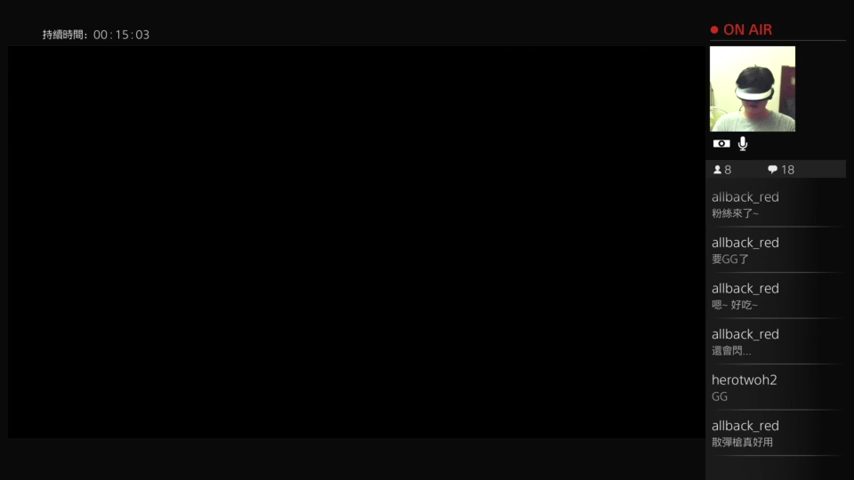 持續時間: 00:15:03
ON AIR
8
18
allback_red
粉絲來了~
allback_red
要GG了
allback_red
嗯~ 好吃~
allback_red
還會閃...
herotwoh2
GG
allback_red
散彈槍真好用